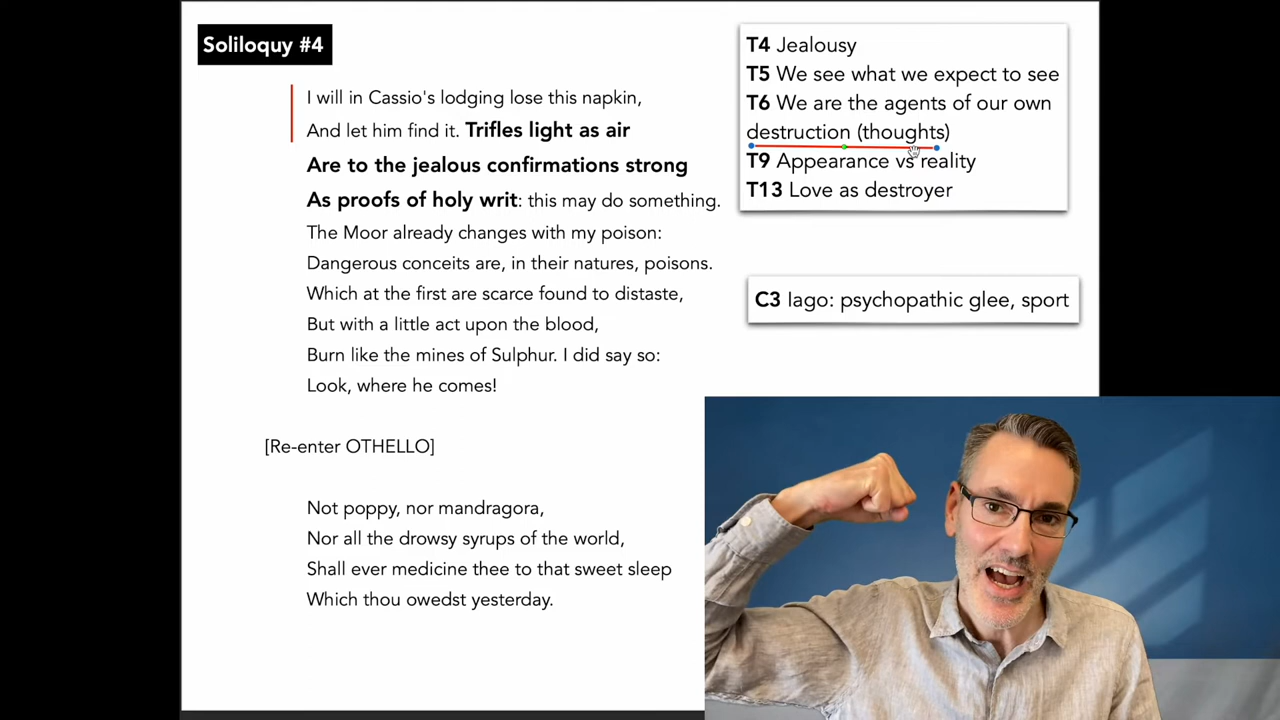 Soliloquy #4
I will in Cassio's lodging lose this napkin,
And let him find it. Trifles light as air
Are to the jealous confirmations strong
As proofs of holy writ: this may do something.
The Moor already changes with my poison:
Dangerous conceits are, in their natures, poisons.
Which at the first are scarce found to distaste,
But with a little act upon the blood,
Burn like the mines of Sulphur. I did say so:
Look, where he comes!
[Re-enter OTHELLO]
Not poppy, nor mandragora,
Nor all the drowsy syrups of the world,
Shall ever medicine thee to that sweet sleep
Which thou owedst yesterday.
T4 Jealousy
T5 We see what we expect to see
T6 We are the agents of our own
destruction (thoughts)
T9 Appearance vs reality
T13 Love as destroyer
C3 Iago: psychopathic glee, sport